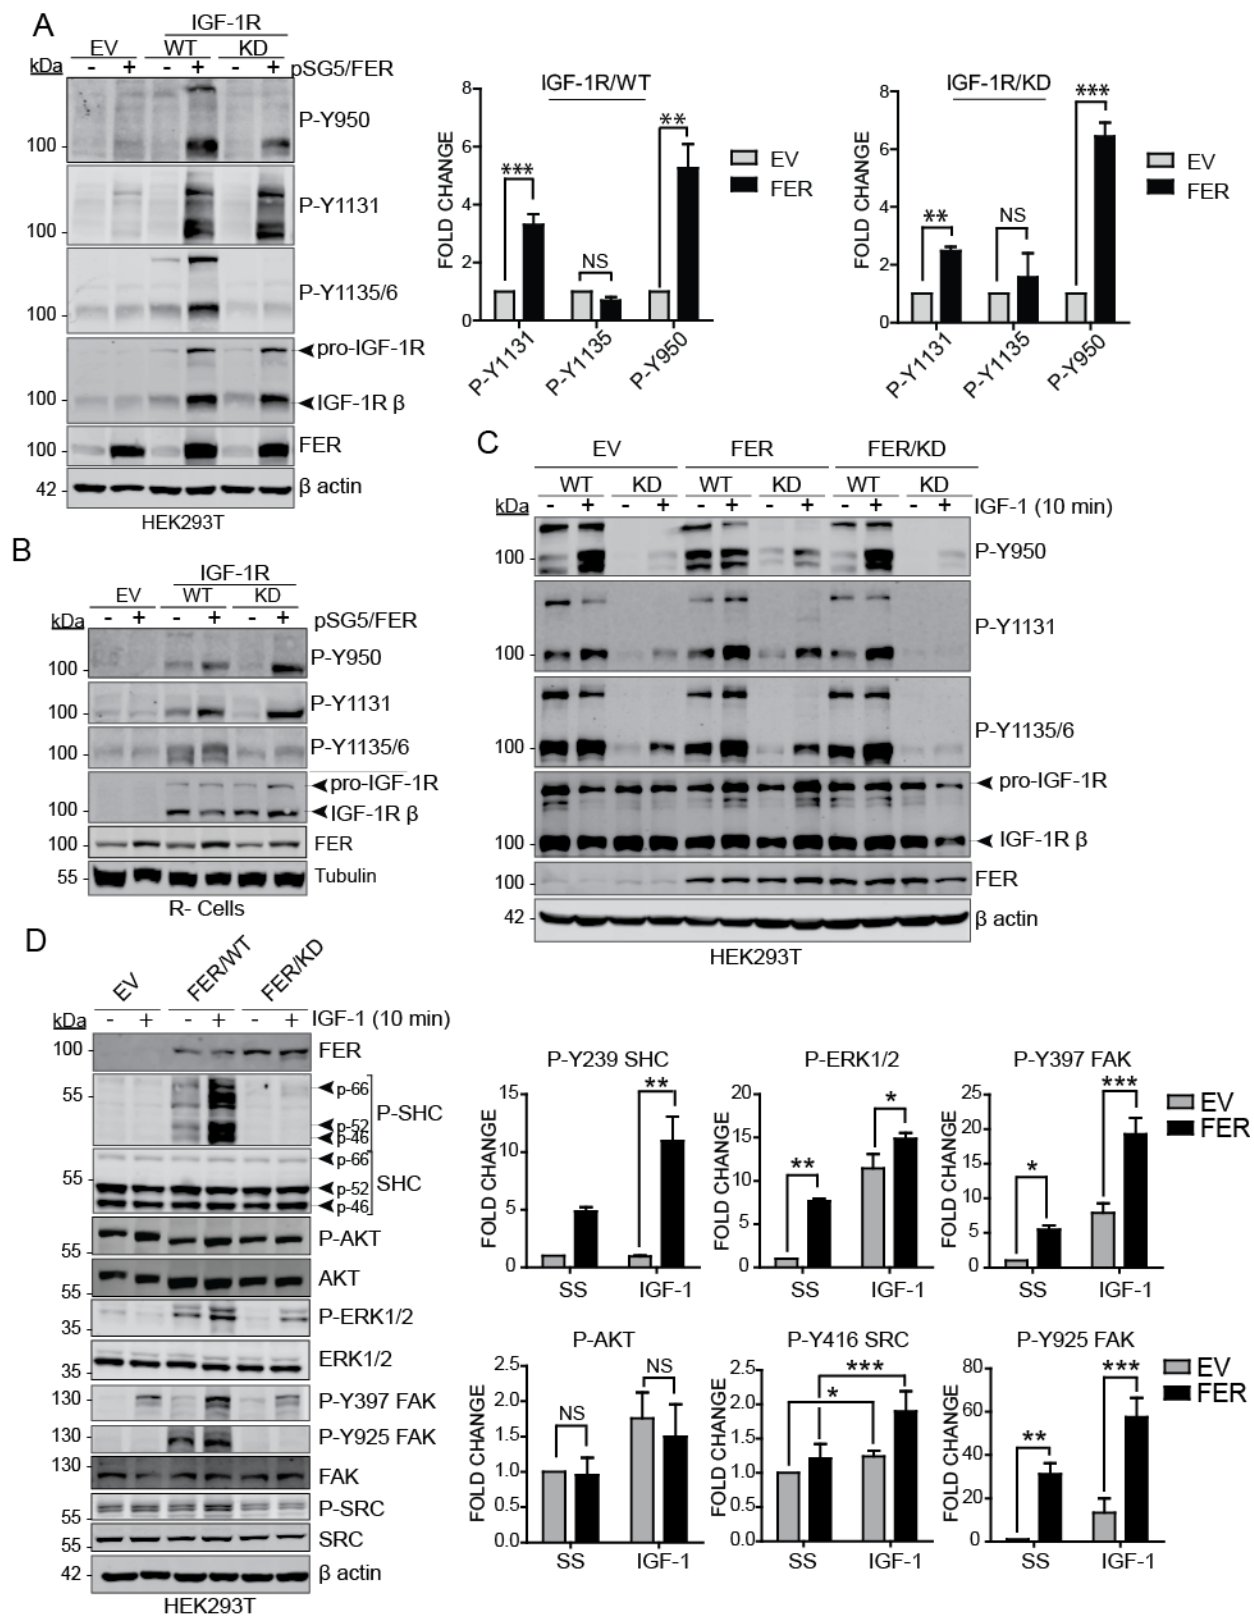 A
IGF-1R
EV WT KD
kDa - + - + - + pSG5/FER
P-Y950
100
P-Y1131
100
P-Y1135/6
100
pro-IGF-1R
100
IGF-1R β
100
FER
42
β actin
HEK293T
IGF-1R/WT
FOLD CHANGE
8
6
4
2
0
***
NS
**
EV
FER
P-Y1131
P-Y1135
P-Y950
IGF-1R/KD
FOLD CHANGE
8
6
4
2
0
**
NS
***
EV
FER
P-Y1131
P-Y1135
P-Y950
B
IGF-1R
EV WT KD
kDa - + - + - + pSG5/FER
100
P-Y950
100
P-Y1131
100
P-Y1135/6
pro-IGF-1R
100
IGF-1R β
100
FER
55
Tubulin
R- Cells
C
EV FER FER/KD
WT KD WT KD WT KD
kDa - + - + - + - + - + - + IGF-1 (10 min)
100
P-Y950
P-Y1131
100
P-Y1135/6
100
pro-IGF-1R
100
IGF-1R β
100
FER
42
β actin
HEK293T
D
EV FER/WT FER/KD
kDa - + - + - + IGF-1 (10 min)
100
FER
55
p-66
P-SHC
p-52
p-46
p-66
55
SHC
p-52
p-46
P-AKT
55
AKT
55
P-ERK1/2
35
ERK1/2
35
130
P-Y397 FAK
130
P-Y925 FAK
130
FAK
P-SRC
55
SRC
55
42
β actin
HEK293T
P-Y239 SHC
FOLD CHANGE
15
10
5
0
**
SS IGF-1
P-ERK1/2
FOLD CHANGE
20
15
10
5
0
**
*
SS IGF-1
P-Y397 FAK
FOLD CHANGE
25
20
15
10
5
0
*
***
SS IGF-1
EV
FER
P-AKT
FOLD CHANGE
2.5
2.0
1.5
1.0
0.5
0.0
NS
NS
SS IGF-1
P-Y416 SRC
FOLD CHANGE
2.5
2.0
1.5
1.0
0.5
0.0
*
***
SS IGF-1
P-Y925 FAK
FOLD CHANGE
80
60
40
20
0
**
***
SS IGF-1
EV
FER